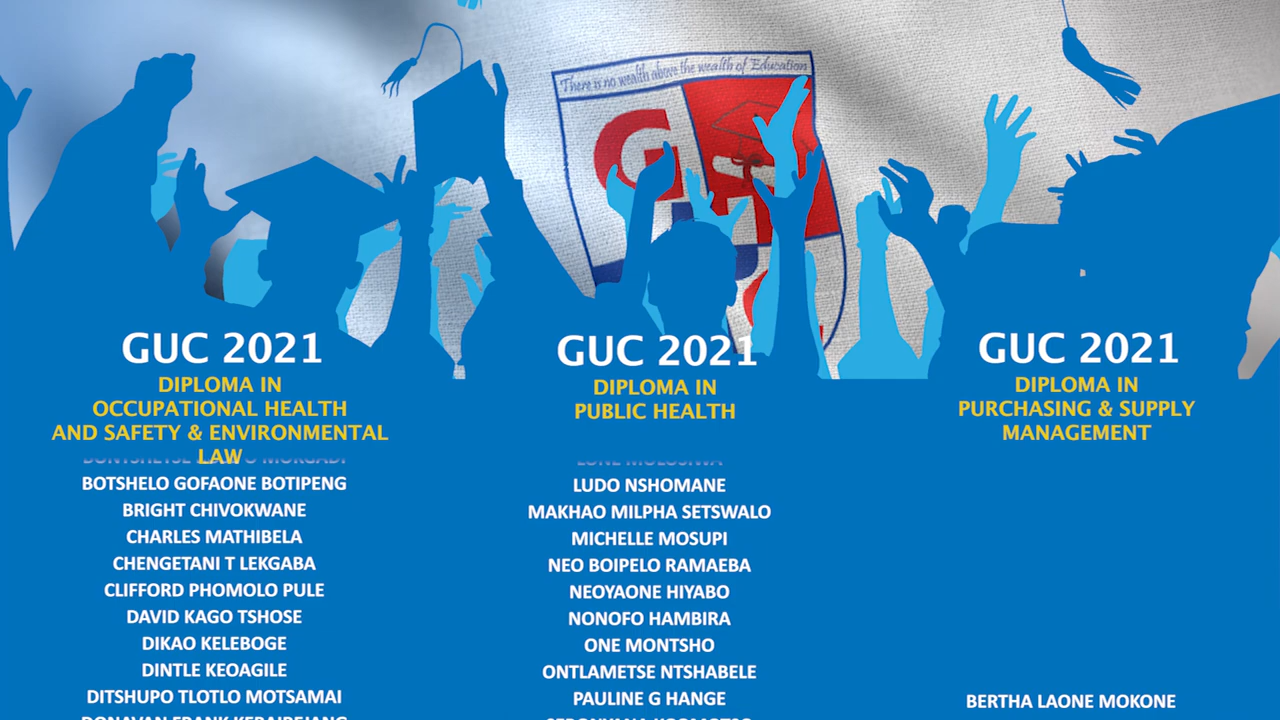 There is no wealth above the wealth of Education
G
GUC 2021
DIPLOMA IN
OCCUPATIONAL HEALTH
AND SAFETY & ENVIRONMENTAL
LAW
BOTSHELO GOFAONE BOTIPENG
BRIGHT CHIVOKWANE
CHARLES MATHIBELA
CHENGETANI T LEKGABA
CLIFFORD PHOMOLO PULE
DAVID KAGO TSHOSE
DIKAO KELEBOGE
DINTLE KEOAGILE
DITSHUPO TLOTLO MOTSAMAI
GUC 2021
DIPLOMA IN
PUBLIC HEALTH
LUDO NSHOMANE
MAKHAO MILPHA SETSWALO
MICHELLE MOSUPI
NEO BOIPELO RAMAEBA
NEOYAONE HIYABO
NONOFO HAMBIRA
ONE MONTSHO
ONTLAMETSE NTSHABELE
PAULINE G HANGE
GUC 2021
DIPLOMA IN
PURCHASING & SUPPLY
MANAGEMENT
BERTHA LAONE MOKONE